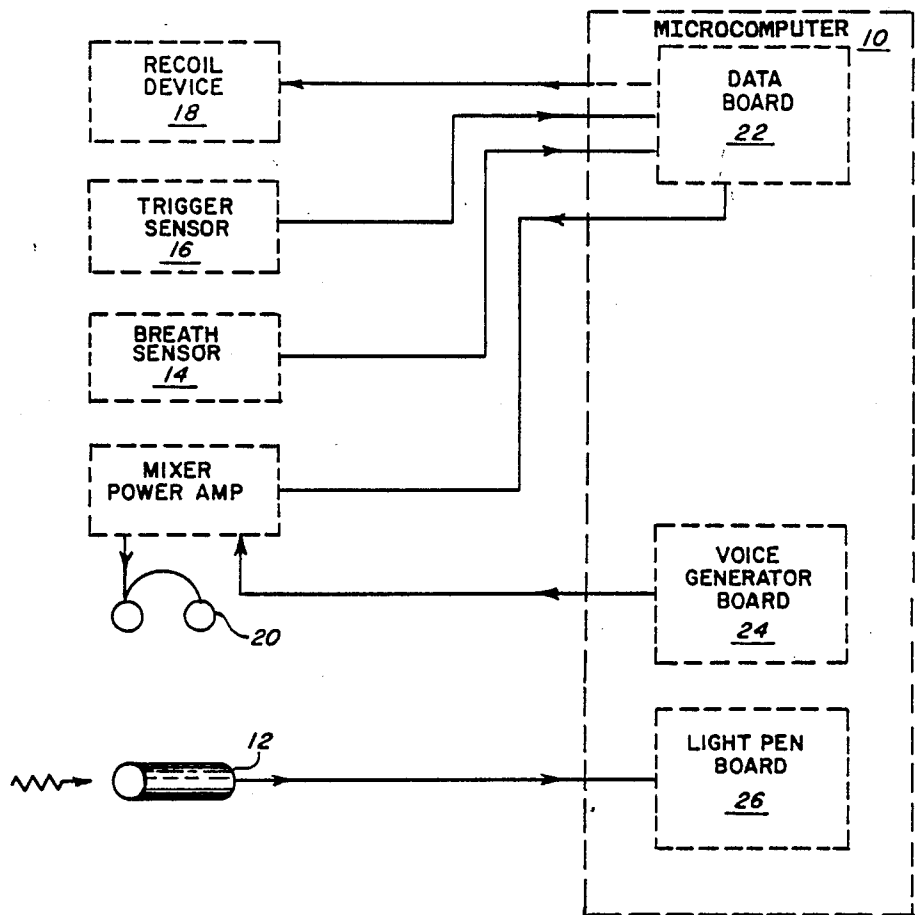 MICROCOMPUTER 10
RECOIL
DEVICE
18
DATA
BOARD
22
TRIGGER
SENSOR
16
BREATH
SENSOR
14
MIXER
POWER AMP
20
VOICE
GENERATOR
BOARD
24
12
LIGHT PEN
BOARD
26